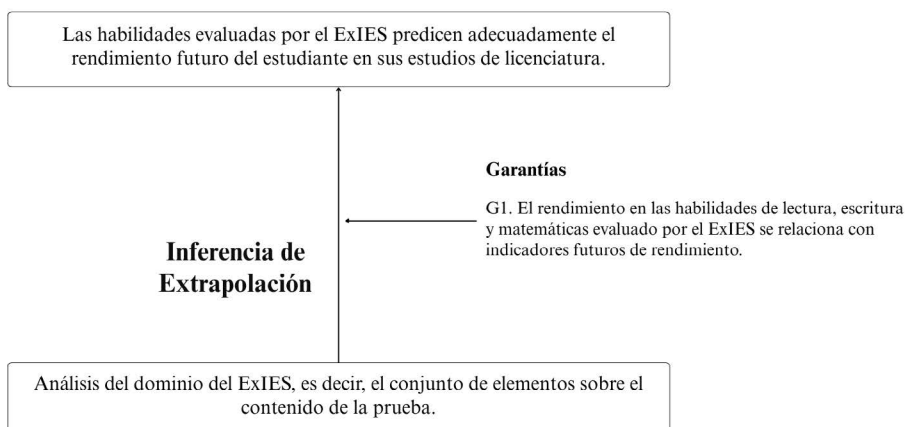 Las habilidades evaluadas por el ExIES predicen adecuadamente el
rendimiento futuro del estudiante en sus estudios de licenciatura.
Garantías
G1. El rendimiento en las habilidades de lectura, escritura
y matemáticas evaluado por el ExIES se relaciona con
indicadores futuros de rendimiento.
Inferencia de
Extrapolación
Análisis del dominio del ExIES, es decir, el conjunto de elementos sobre el
contenido de la prueba.